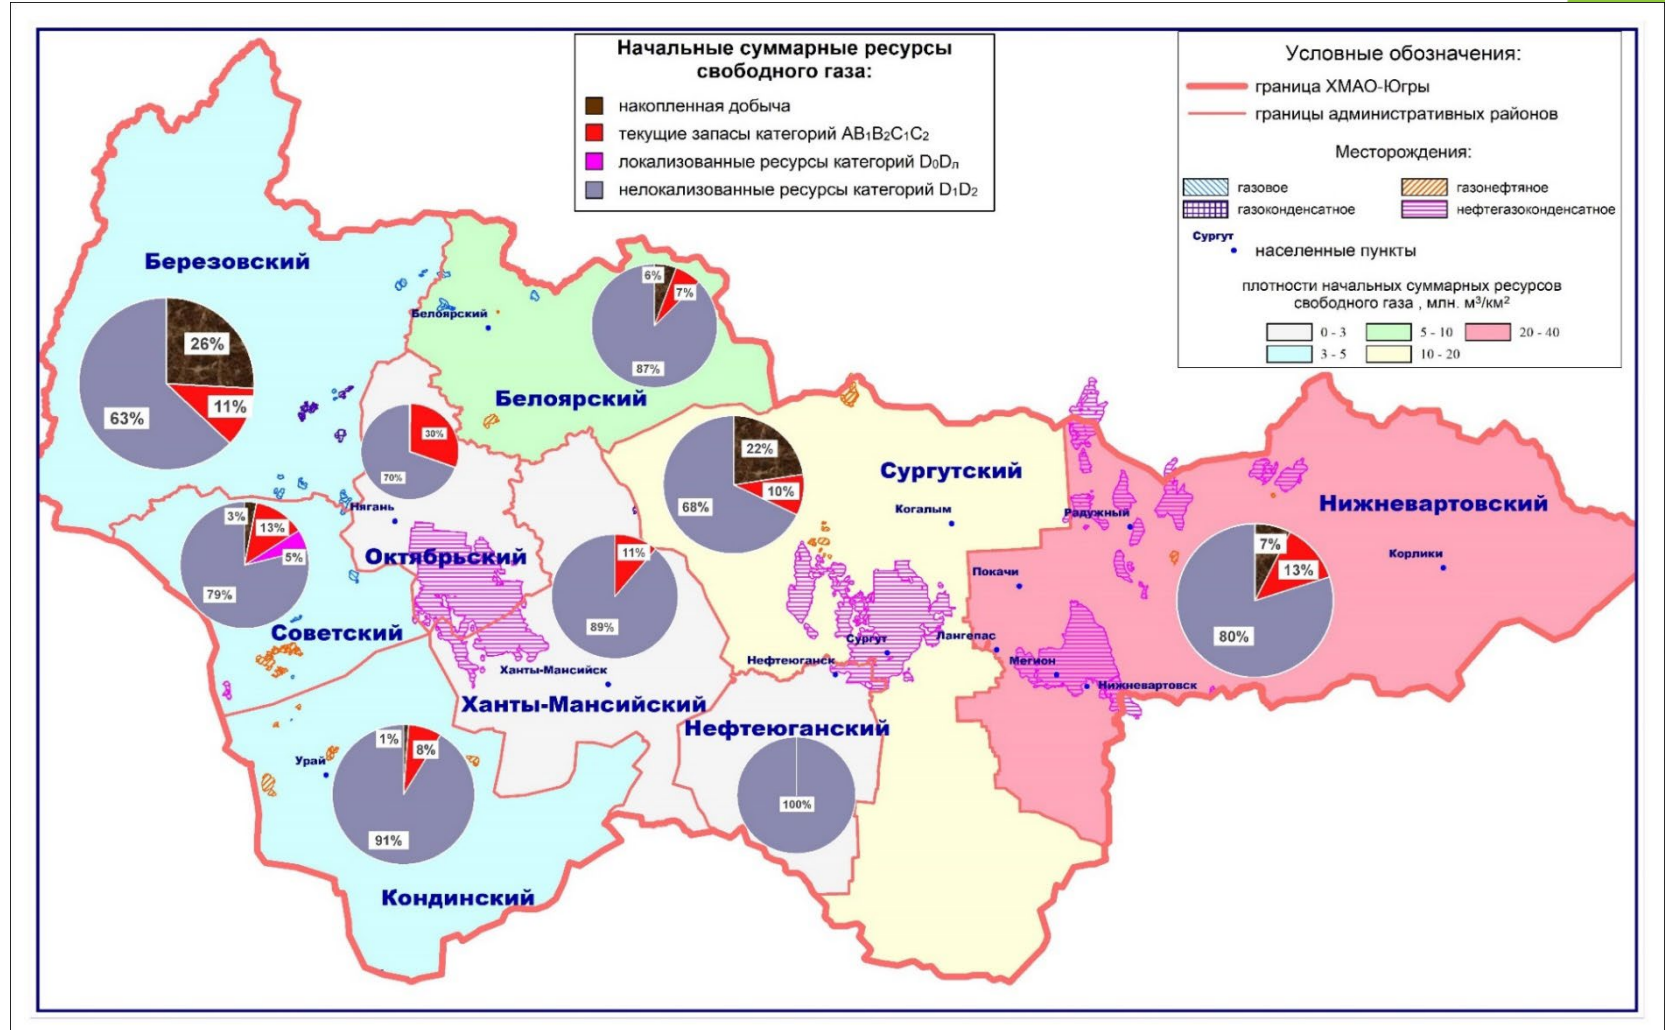 Начальные суммарные ресурсы
свободного газа:
накопленная добыча
текущие запасы категорий AB₁B₂C₁C₂
локализованные ресурсы категорий D₀Dл
нелокализованные ресурсы категорий D₁D₂
Условные обозначения:
граница ХМАО-Югры
границы административных районов
Месторождения:
газовое
газонефтяное
газоконденсатное
нефтегазоконденсатное
Сургут
населенные пункты
плотности начальных суммарных ресурсов
свободного газа , млн. м³/км²
0 - 3
5 - 10
20 - 40
3 - 5
10 - 20
Березовский
26%
11%
63%
Белоярский
6%
7%
87%
Белоярский
30%
70%
Нягань
Октябрьский
3%
13%
5%
79%
Советский
11%
89%
Ханты-Мансийск
Ханты-Мансийский
22%
10%
68%
Сургутский
Когалым
Сургут
Нефтеюганск
Лангепас
Покачи
Радужный
Мегион
Нижневартовск
Нижневартовский
Корлики
7%
13%
80%
Нефтеюганский
100%
Урай
1%
8%
91%
Кондинский